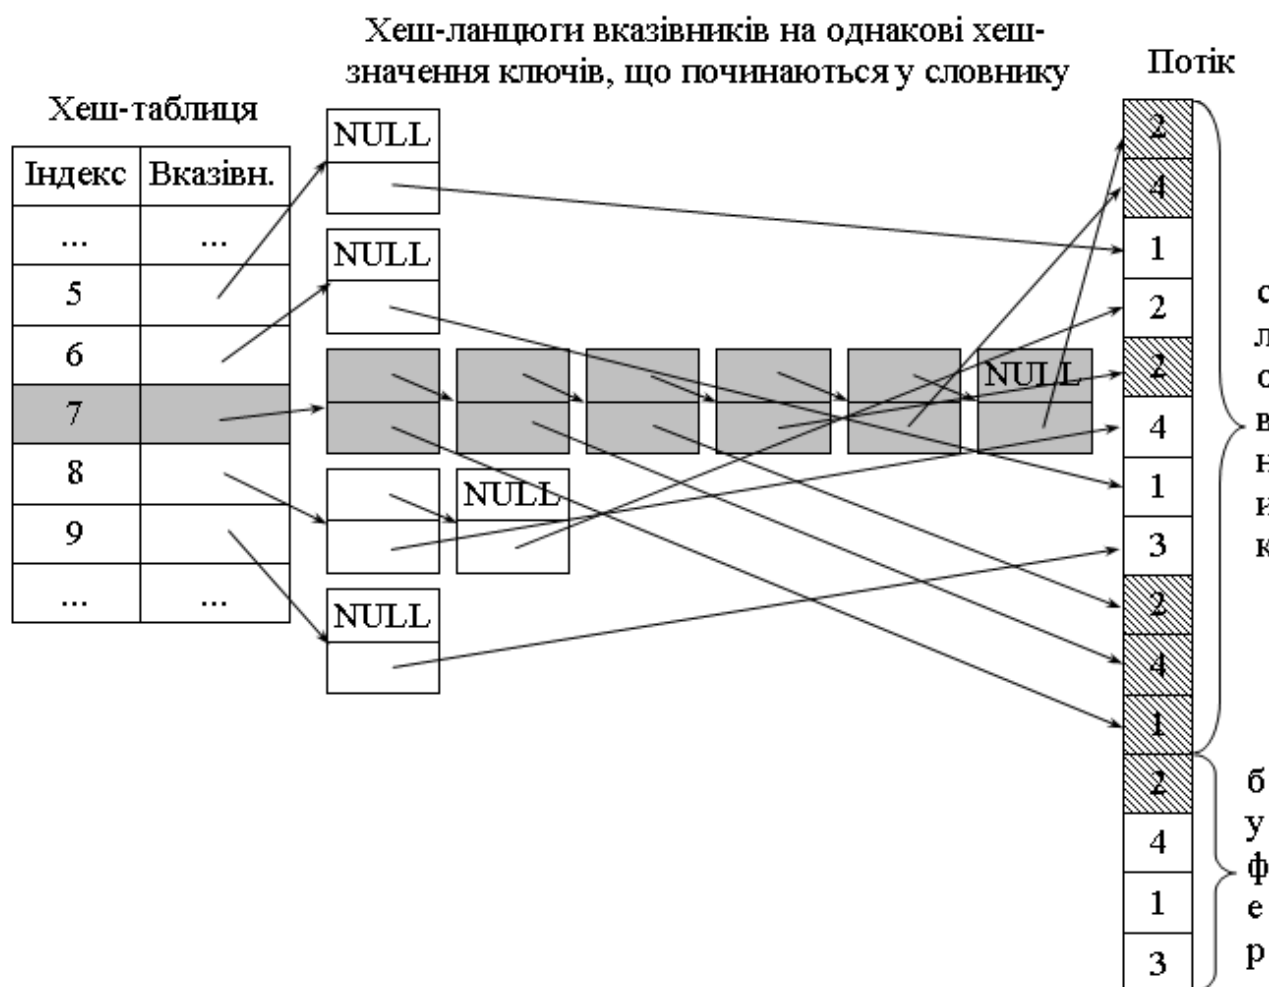 Хеш-ланцюги вказівників на однакові хеш-
значення ключів, що починаються у словнику
Потік
Хеш-таблиця
Індекс Вказівн.
... ...
5
6
7
8
9
... ...
NULL
NULL
NULL
NULL
NULL
2
4
1
2
2
4
1
3
2
4
1
2
4
1
3
словник
буфер